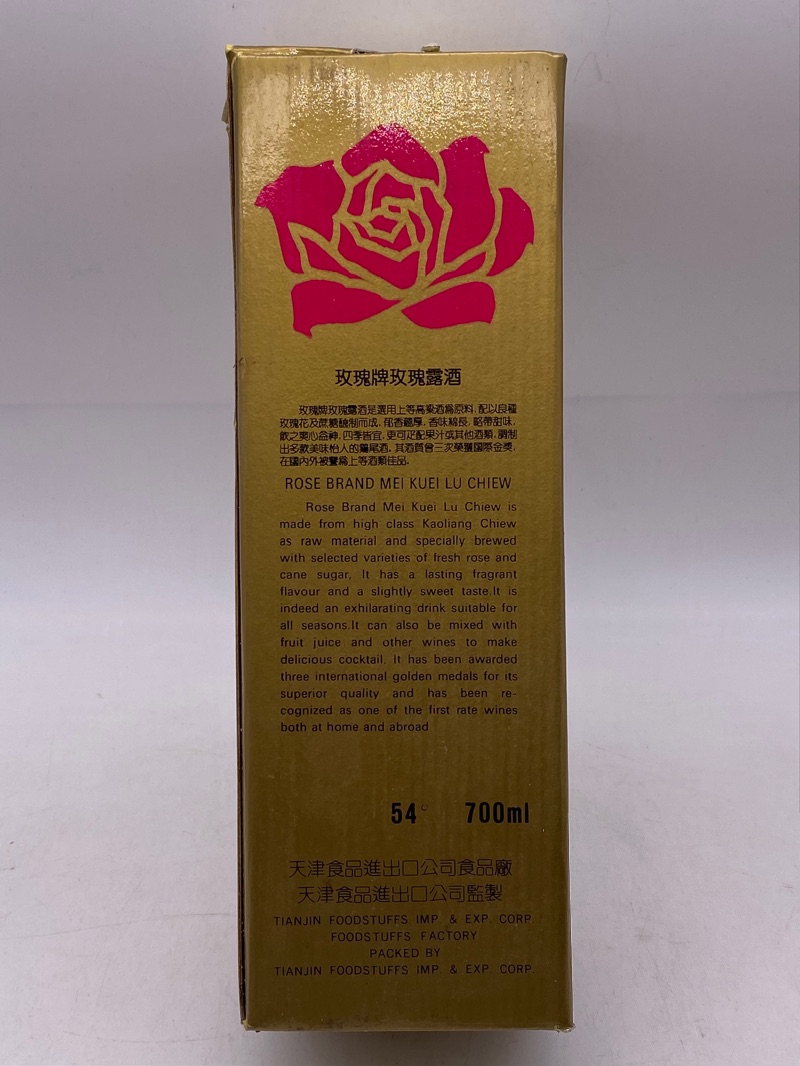 玫瑰牌玫瑰露酒
玫瑰牌玫瑰露酒是選用上等高粱酒爲原料,配以良種
玫瑰花及蔗糖釀制而成,郁香醲厚,香味綿長,略帶甜味,
飲之爽心益神,四季皆宜,更可疋配果汁或其他酒類,調制
出多款美味怡人的鷄尾酒。其酒質曾三次榮獲国際金獎,
在國内外被譽爲上等酒類佳品。
ROSE BRAND MEI KUEI LU CHIEW
Rose Brand Mei Kuei Lu Chiew is
made from high class Kaoliang Chiew
as raw material and specially brewed
with selected varieties of fresh rose and
cane sugar, It has a lasting fragrant
flavour and a slightly sweet taste.It is
indeed an exhilarating drink suitable for
all seasons.It can also be mixed with
fruit juice and other wines to make
delicious cocktail. It has been awarded
three international golden medals for its
superior quality and has been re-
cognized as one of the first rate wines
both at home and abroad
54° 700ml
天津食品進出口公司食品廠
天津食品進出口公司監製
TIANJIN FOODSTUFFS IMP. & EXP. CORP
FOODSTUFFS FACTORY
PACKED BY
TIANJIN FOODSTUFFS IMP. & EXP. CORP.